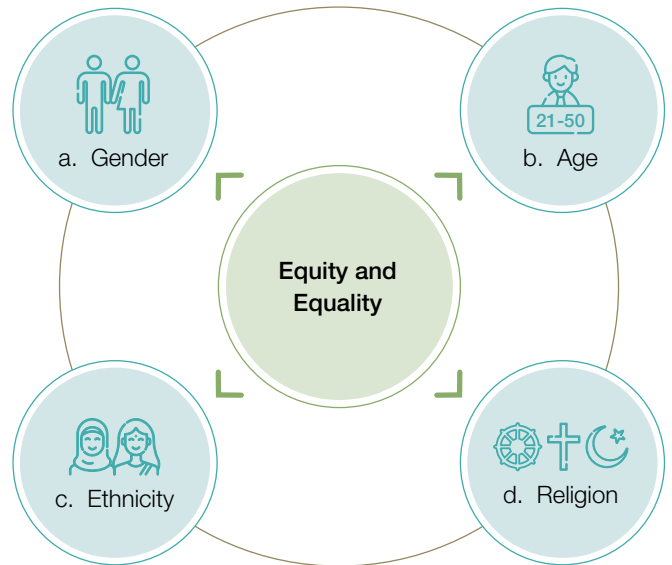 21-50
a. Gender
b. Age
Equity and
Equality
c. Ethnicity
d. Religion